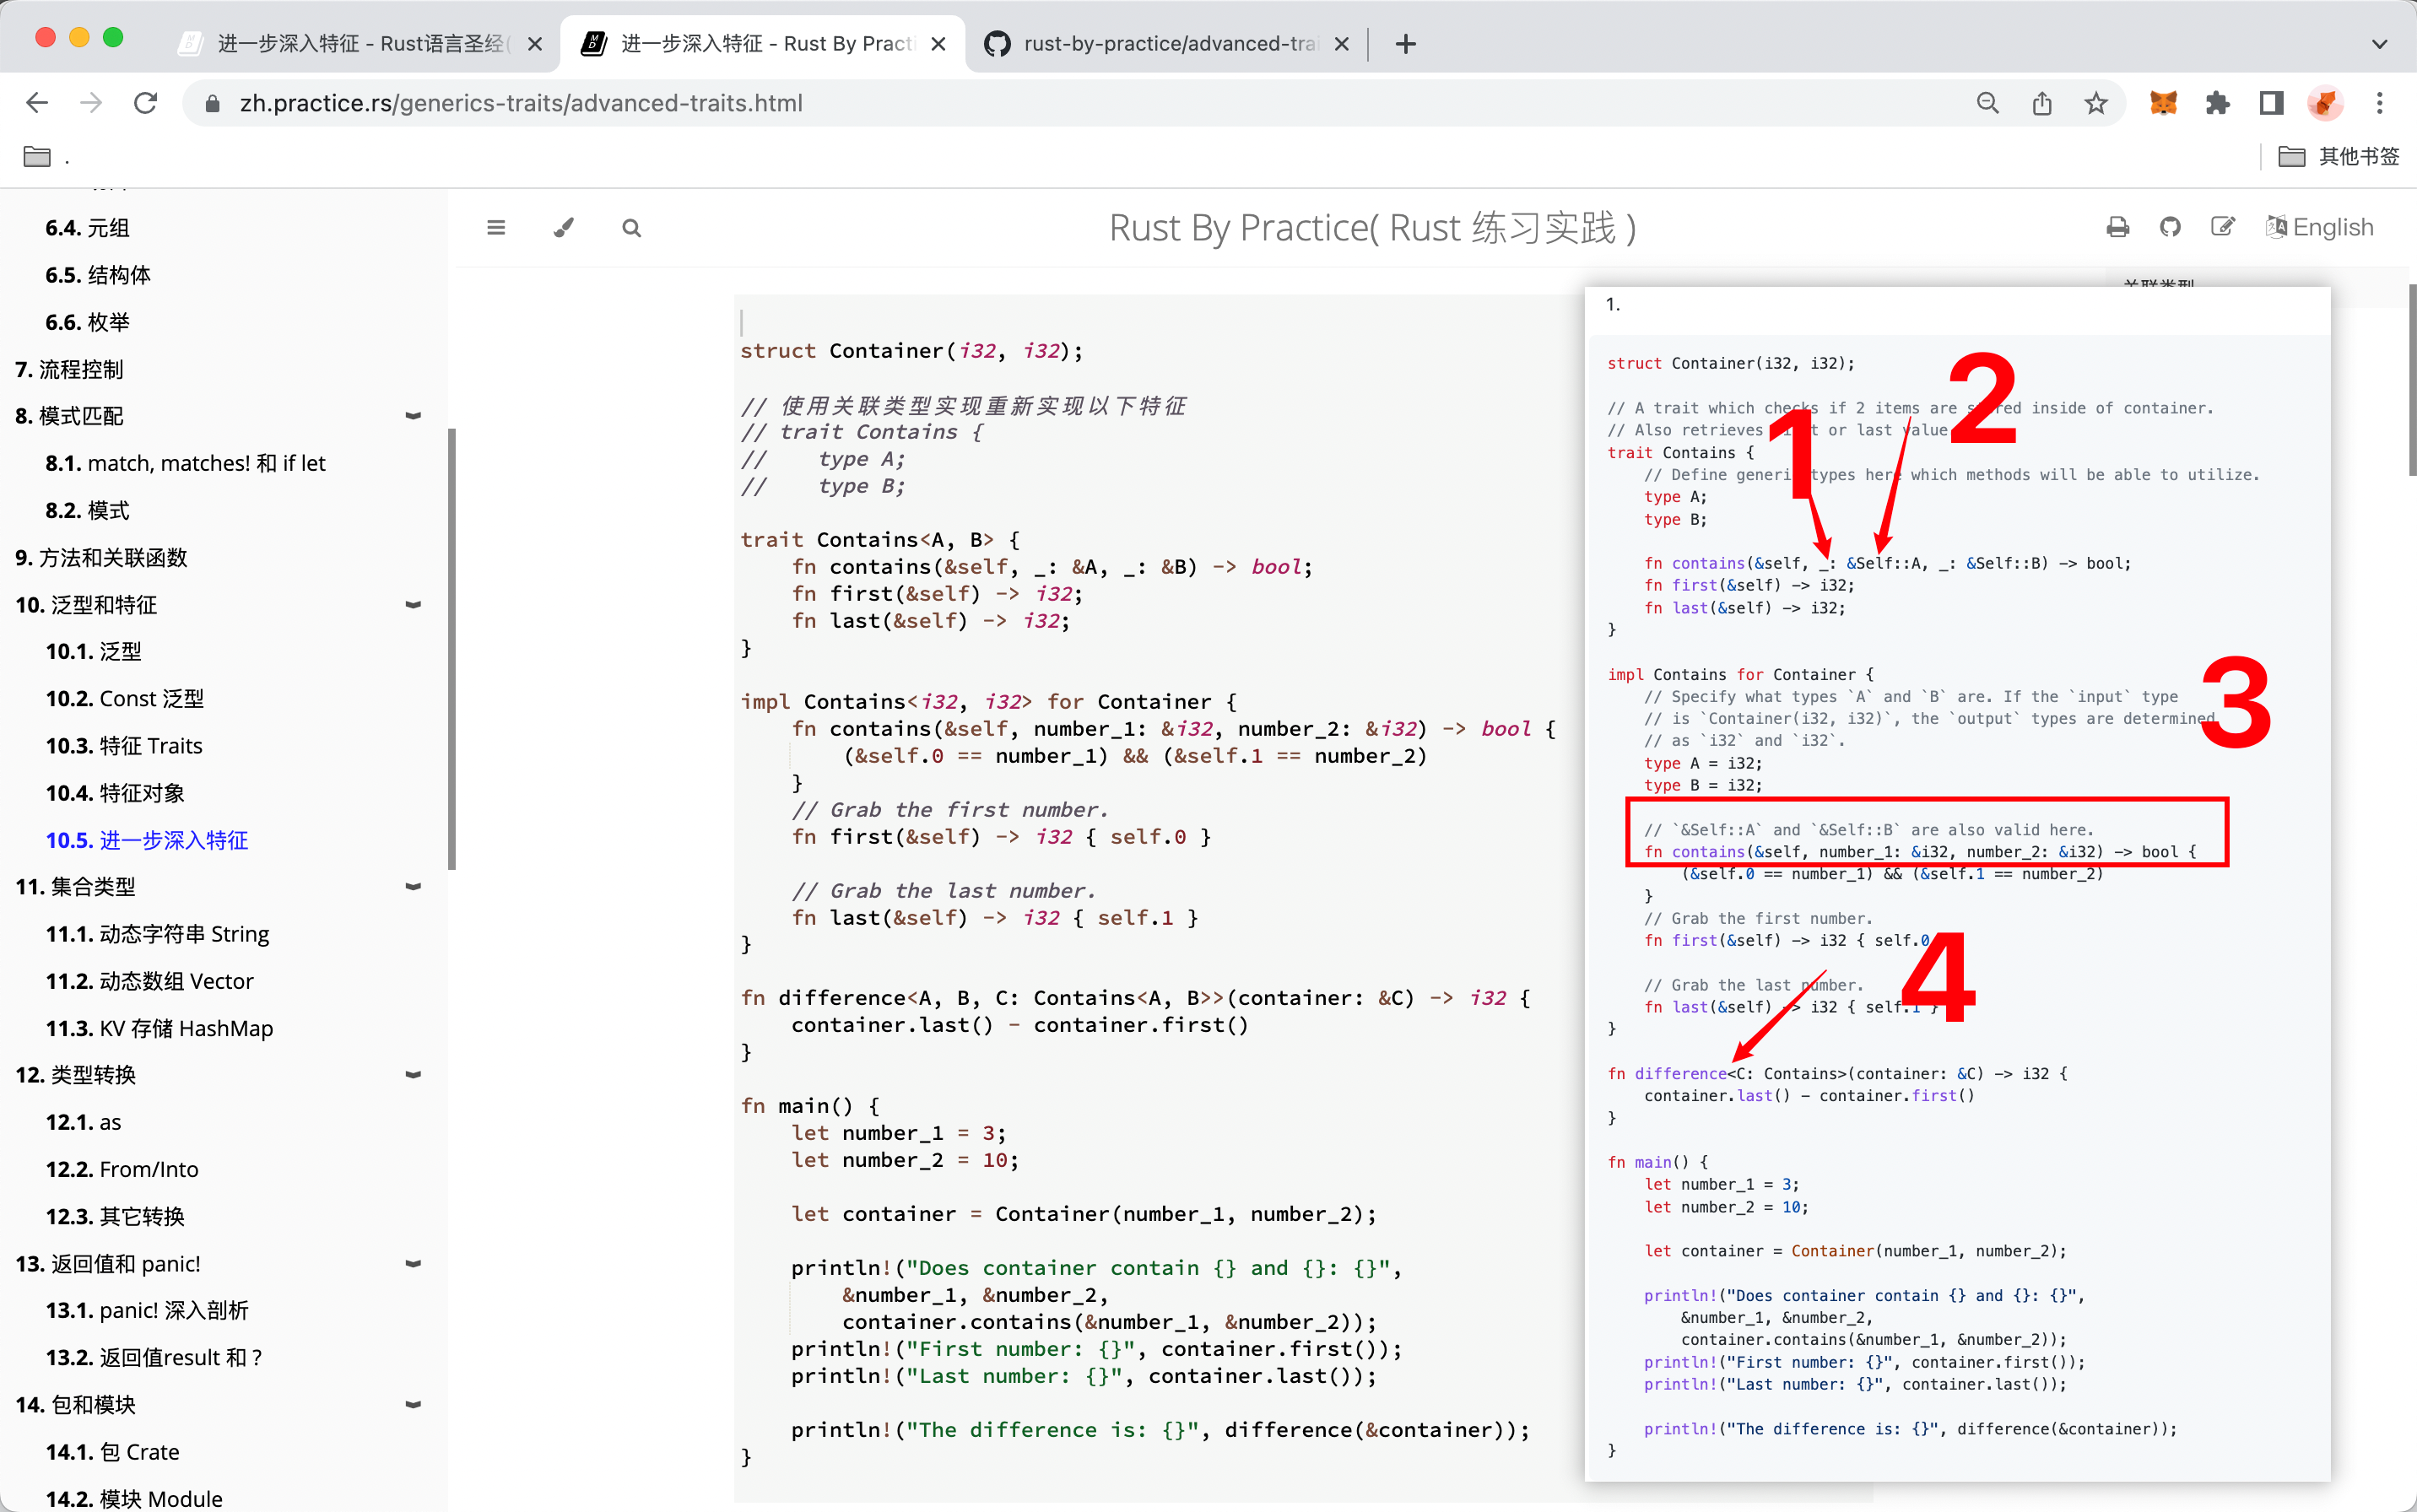 进一步深入特征 - Rust语言圣经(
进一步深入特征 - Rust By Practi
rust-by-practice/advanced-trai
zh.practice.rs/generics-traits/advanced-traits.html
.
其他书签
6.4. 元组
6.5. 结构体
6.6. 枚举
7. 流程控制
8. 模式匹配
8.1. match, matches! 和 if let
8.2. 模式
9. 方法和关联函数
10. 泛型和特征
10.1. 泛型
10.2. Const 泛型
10.3. 特征 Traits
10.4. 特征对象
10.5. 进一步深入特征
11. 集合类型
11.1. 动态字符串 String
11.2. 动态数组 Vector
11.3. KV 存储 HashMap
12. 类型转换
12.1. as
12.2. From/Into
12.3. 其它转换
13. 返回值和 panic!
13.1. panic! 深入剖析
13.2. 返回值result 和 ?
14. 包和模块
14.1. 包 Crate
14.2. 模块 Module
Rust By Practice( Rust 练习实践 )
English
struct Container(i32, i32);
// 使用关联类型实现重新实现以下特征
// trait Contains {
//    type A;
//    type B;
trait Contains<A, B> {
    fn contains(&self, _: &A, _: &B) -> bool;
    fn first(&self) -> i32;
    fn last(&self) -> i32;
}
impl Contains<i32, i32> for Container {
    fn contains(&self, number_1: &i32, number_2: &i32) -> bool {
        (&self.0 == number_1) && (&self.1 == number_2)
    }
    // Grab the first number.
    fn first(&self) -> i32 { self.0 }
    // Grab the last number.
    fn last(&self) -> i32 { self.1 }
}
fn difference<A, B, C: Contains<A, B>>(container: &C) -> i32 {
    container.last() - container.first()
}
fn main() {
    let number_1 = 3;
    let number_2 = 10;
    let container = Container(number_1, number_2);
    println!("Does container contain {} and {}: {}",
        &number_1, &number_2,
        container.contains(&number_1, &number_2));
    println!("First number: {}", container.first());
    println!("Last number: {}", container.last());
    println!("The difference is: {}", difference(&container));
}
关联类型
1.
struct Container(i32, i32);
2
// A trait which checks if 2 items are stored inside of container.
// Also retrieves or last value
1
trait Contains {
    // Define generic types here which methods will be able to utilize.
    type A;
    type B;
    fn contains(&self, _: &Self::A, _: &Self::B) -> bool;
    fn first(&self) -> i32;
    fn last(&self) -> i32;
}
impl Contains for Container {
    // Specify what types `A` and `B` are. If the `input` type
    // is `Container(i32, i32)`, the `output` types are determined
3
    // as `i32` and `i32`.
    type A = i32;
    type B = i32;
    // `&Self::A` and `&Self::B` are also valid here.
    fn contains(&self, number_1: &i32, number_2: &i32) -> bool {
        (&self.0 == number_1) && (&self.1 == number_2)
    }
    // Grab the first number.
    fn first(&self) -> i32 { self.0
4
    // Grab the last number.
    fn last(&self) -> i32 { self.1 }
}
fn difference<C: Contains>(container: &C) -> i32 {
    container.last() - container.first()
}
fn main() {
    let number_1 = 3;
    let number_2 = 10;
    let container = Container(number_1, number_2);
    println!("Does container contain {} and {}: {}",
        &number_1, &number_2,
        container.contains(&number_1, &number_2));
    println!("First number: {}", container.first());
    println!("Last number: {}", container.last());
    println!("The difference is: {}", difference(&container));
}